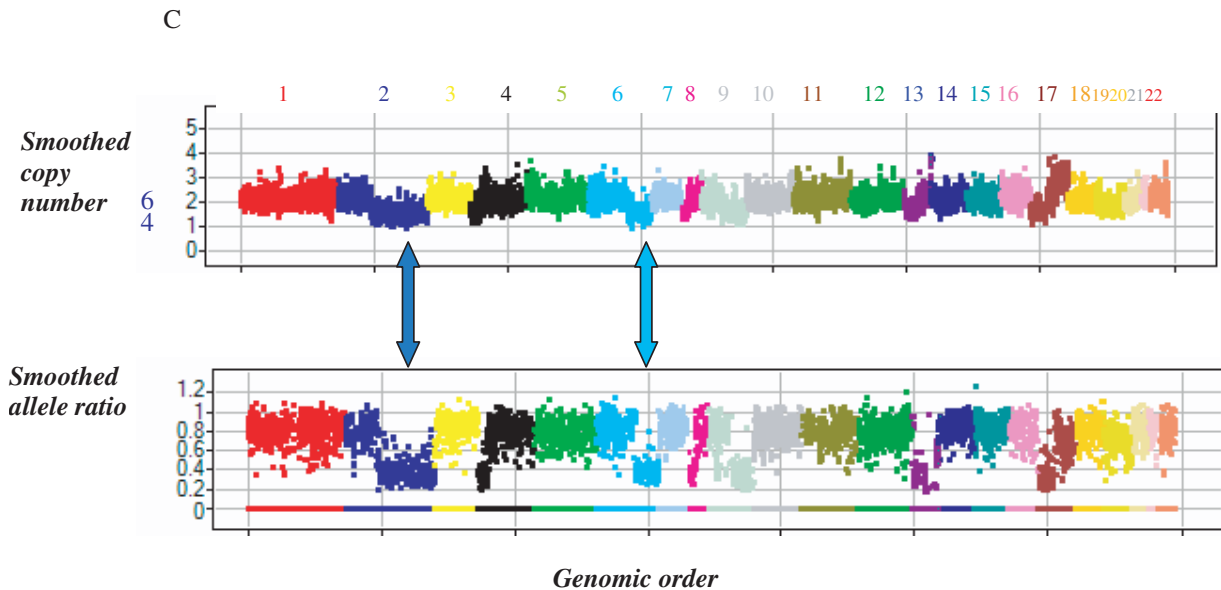 C
1 2 3 4 5 6 7 8 9 10 11 12 13 14 15 16 17 18 19 20 21 22
Smoothed
copy
number
6
4
5
4
3
2
1
0
Smoothed
allele ratio
1.2
1
0.8
0.6
0.4
0.2
0
Genomic order